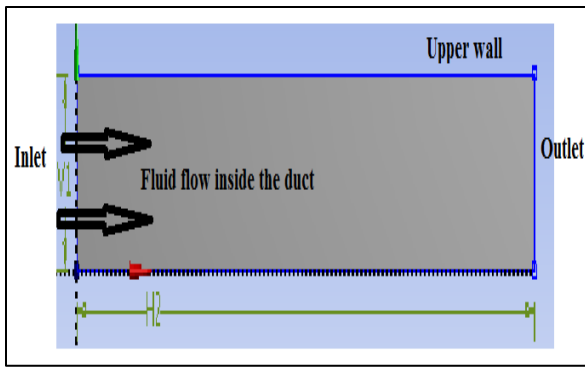 Upper wall
Inlet
Outlet
V1
Fluid flow inside the duct
H2